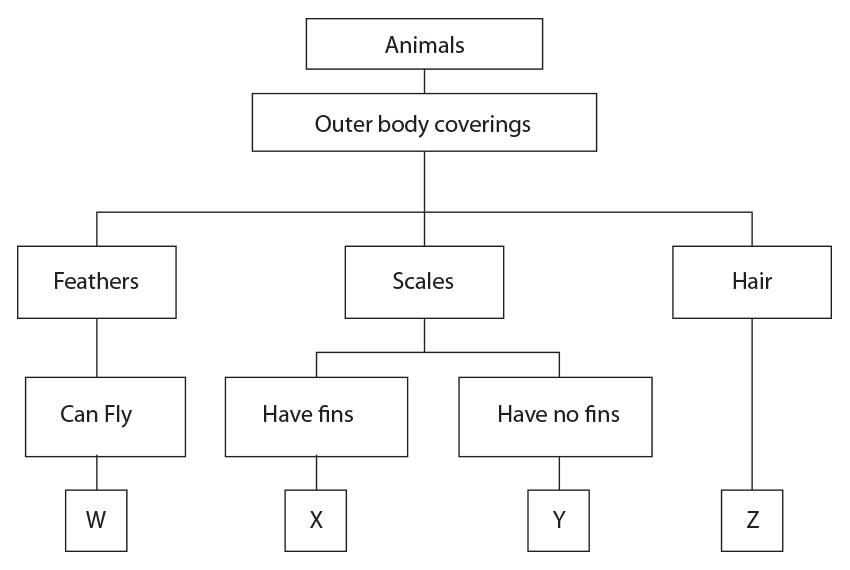 Animals
Outer body coverings
Feathers
Scales
Hair
Can Fly
Have fins
Have no fins
W
X
Y
Z